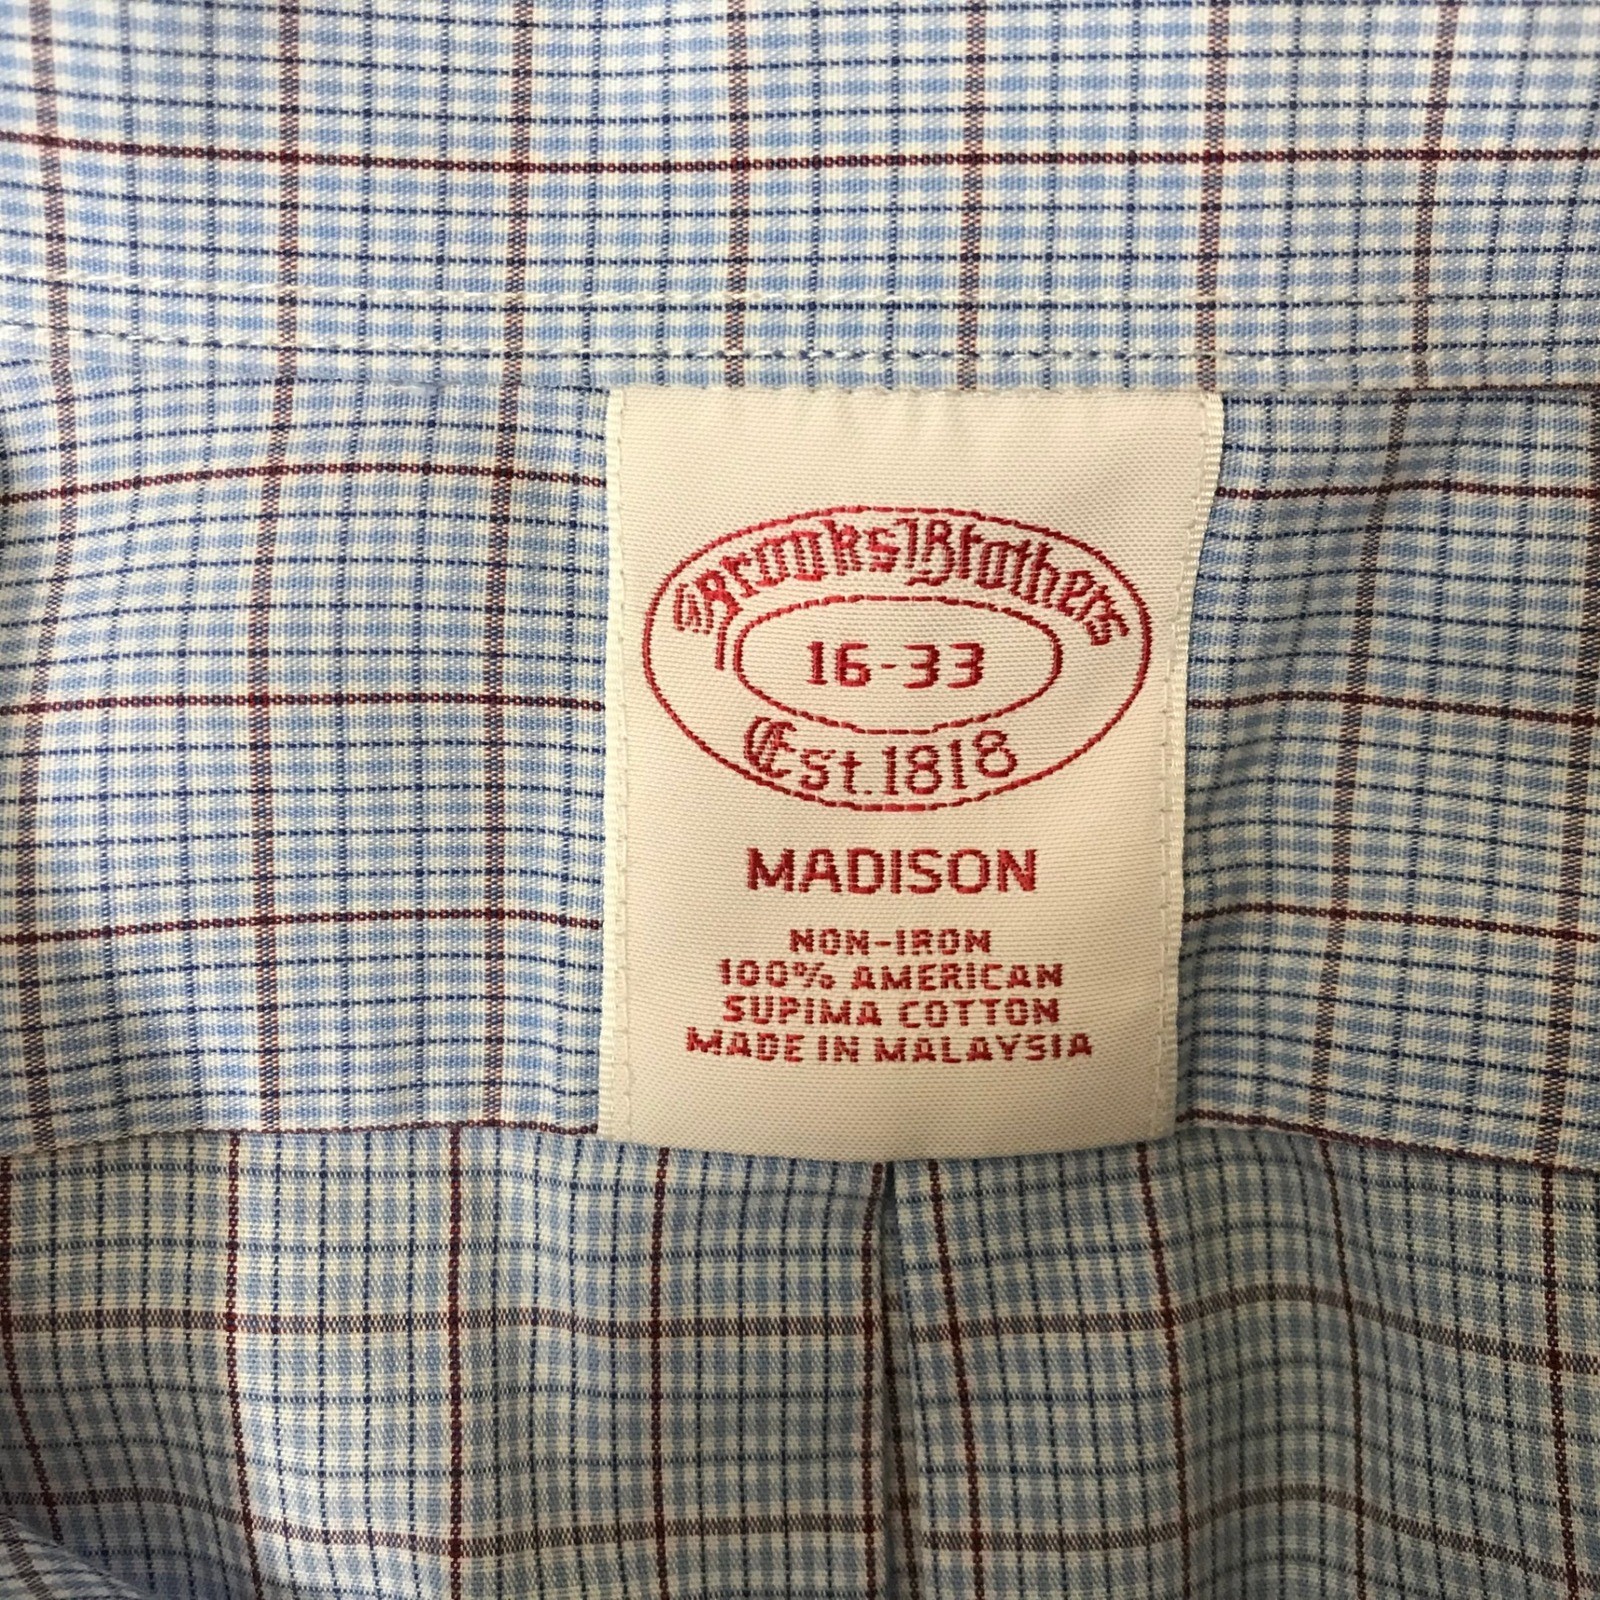 Brooks Brothers
16-33
Est. 1818
MADISON
NON-IRON
100% AMERICAN
SUPIMA COTTON
MADE IN MALAYSIA